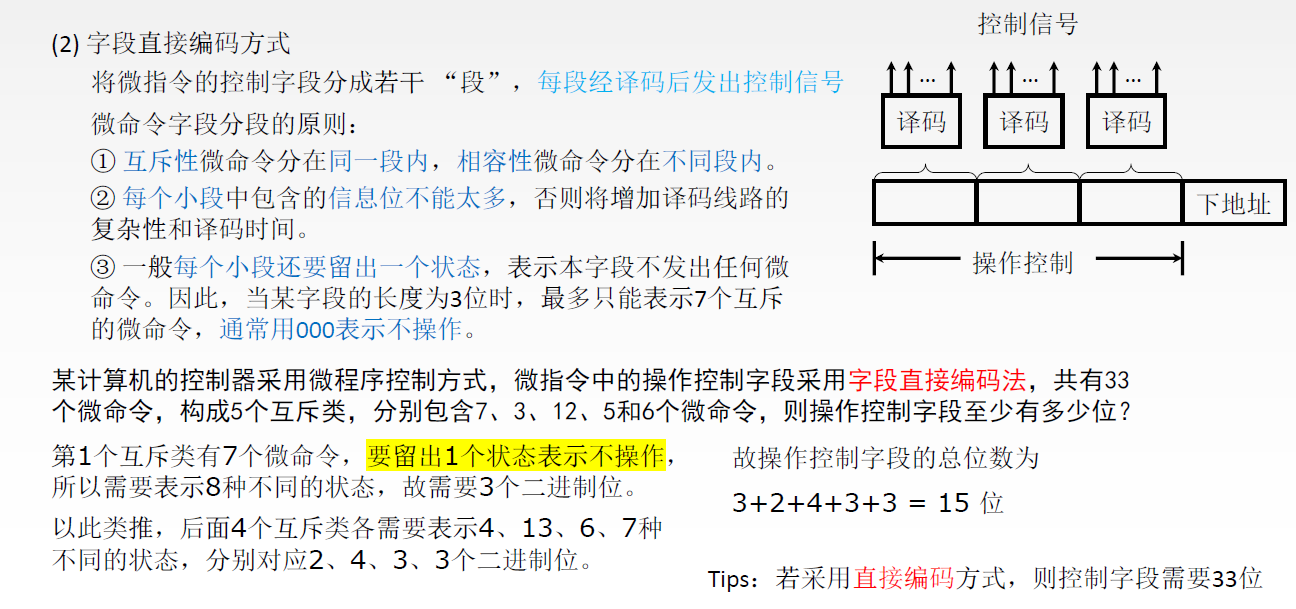 (2) 字段直接编码方式
将微指令的控制字段分成若干 “段”，每段经译码后发出控制信号
微命令字段分段的原则：
① 互斥性微命令分在同一段内，相容性微命令分在不同段内。
② 每个小段中包含的信息位不能太多，否则将增加译码线路的
复杂性和译码时间。
③ 一般每个小段还要留出一个状态，表示本字段不发出任何微
命令。因此，当某字段的长度为3位时，最多只能表示7个互斥
的微命令，通常用000表示不操作。
控制信号
... ... ...
译码 译码 译码
下地址
操作控制
某计算机的控制器采用微程序控制方式，微指令中的操作控制字段采用字段直接编码法，共有33
个微命令，构成5个互斥类，分别包含7、3、12、5和6个微命令，则操作控制字段至少有多少位？
第1个互斥类有7个微命令，要留出1个状态表示不操作，
所以需要表示8种不同的状态，故需要3个二进制位。
以此类推，后面4个互斥类各需要表示4、13、6、7种
不同的状态，分别对应2、4、3、3个二进制位。
故操作控制字段的总位数为
3+2+4+3+3 = 15 位
Tips：若采用直接编码方式，则控制字段需要33位